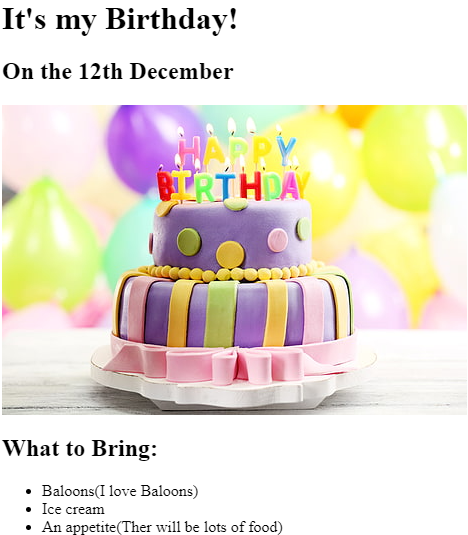 It's my Birthday!
On the 12th December
HAPPY
BIRTHDAY
What to Bring:
Baloons(I love Baloons)
Ice cream
An appetite(Ther will be lots of food)